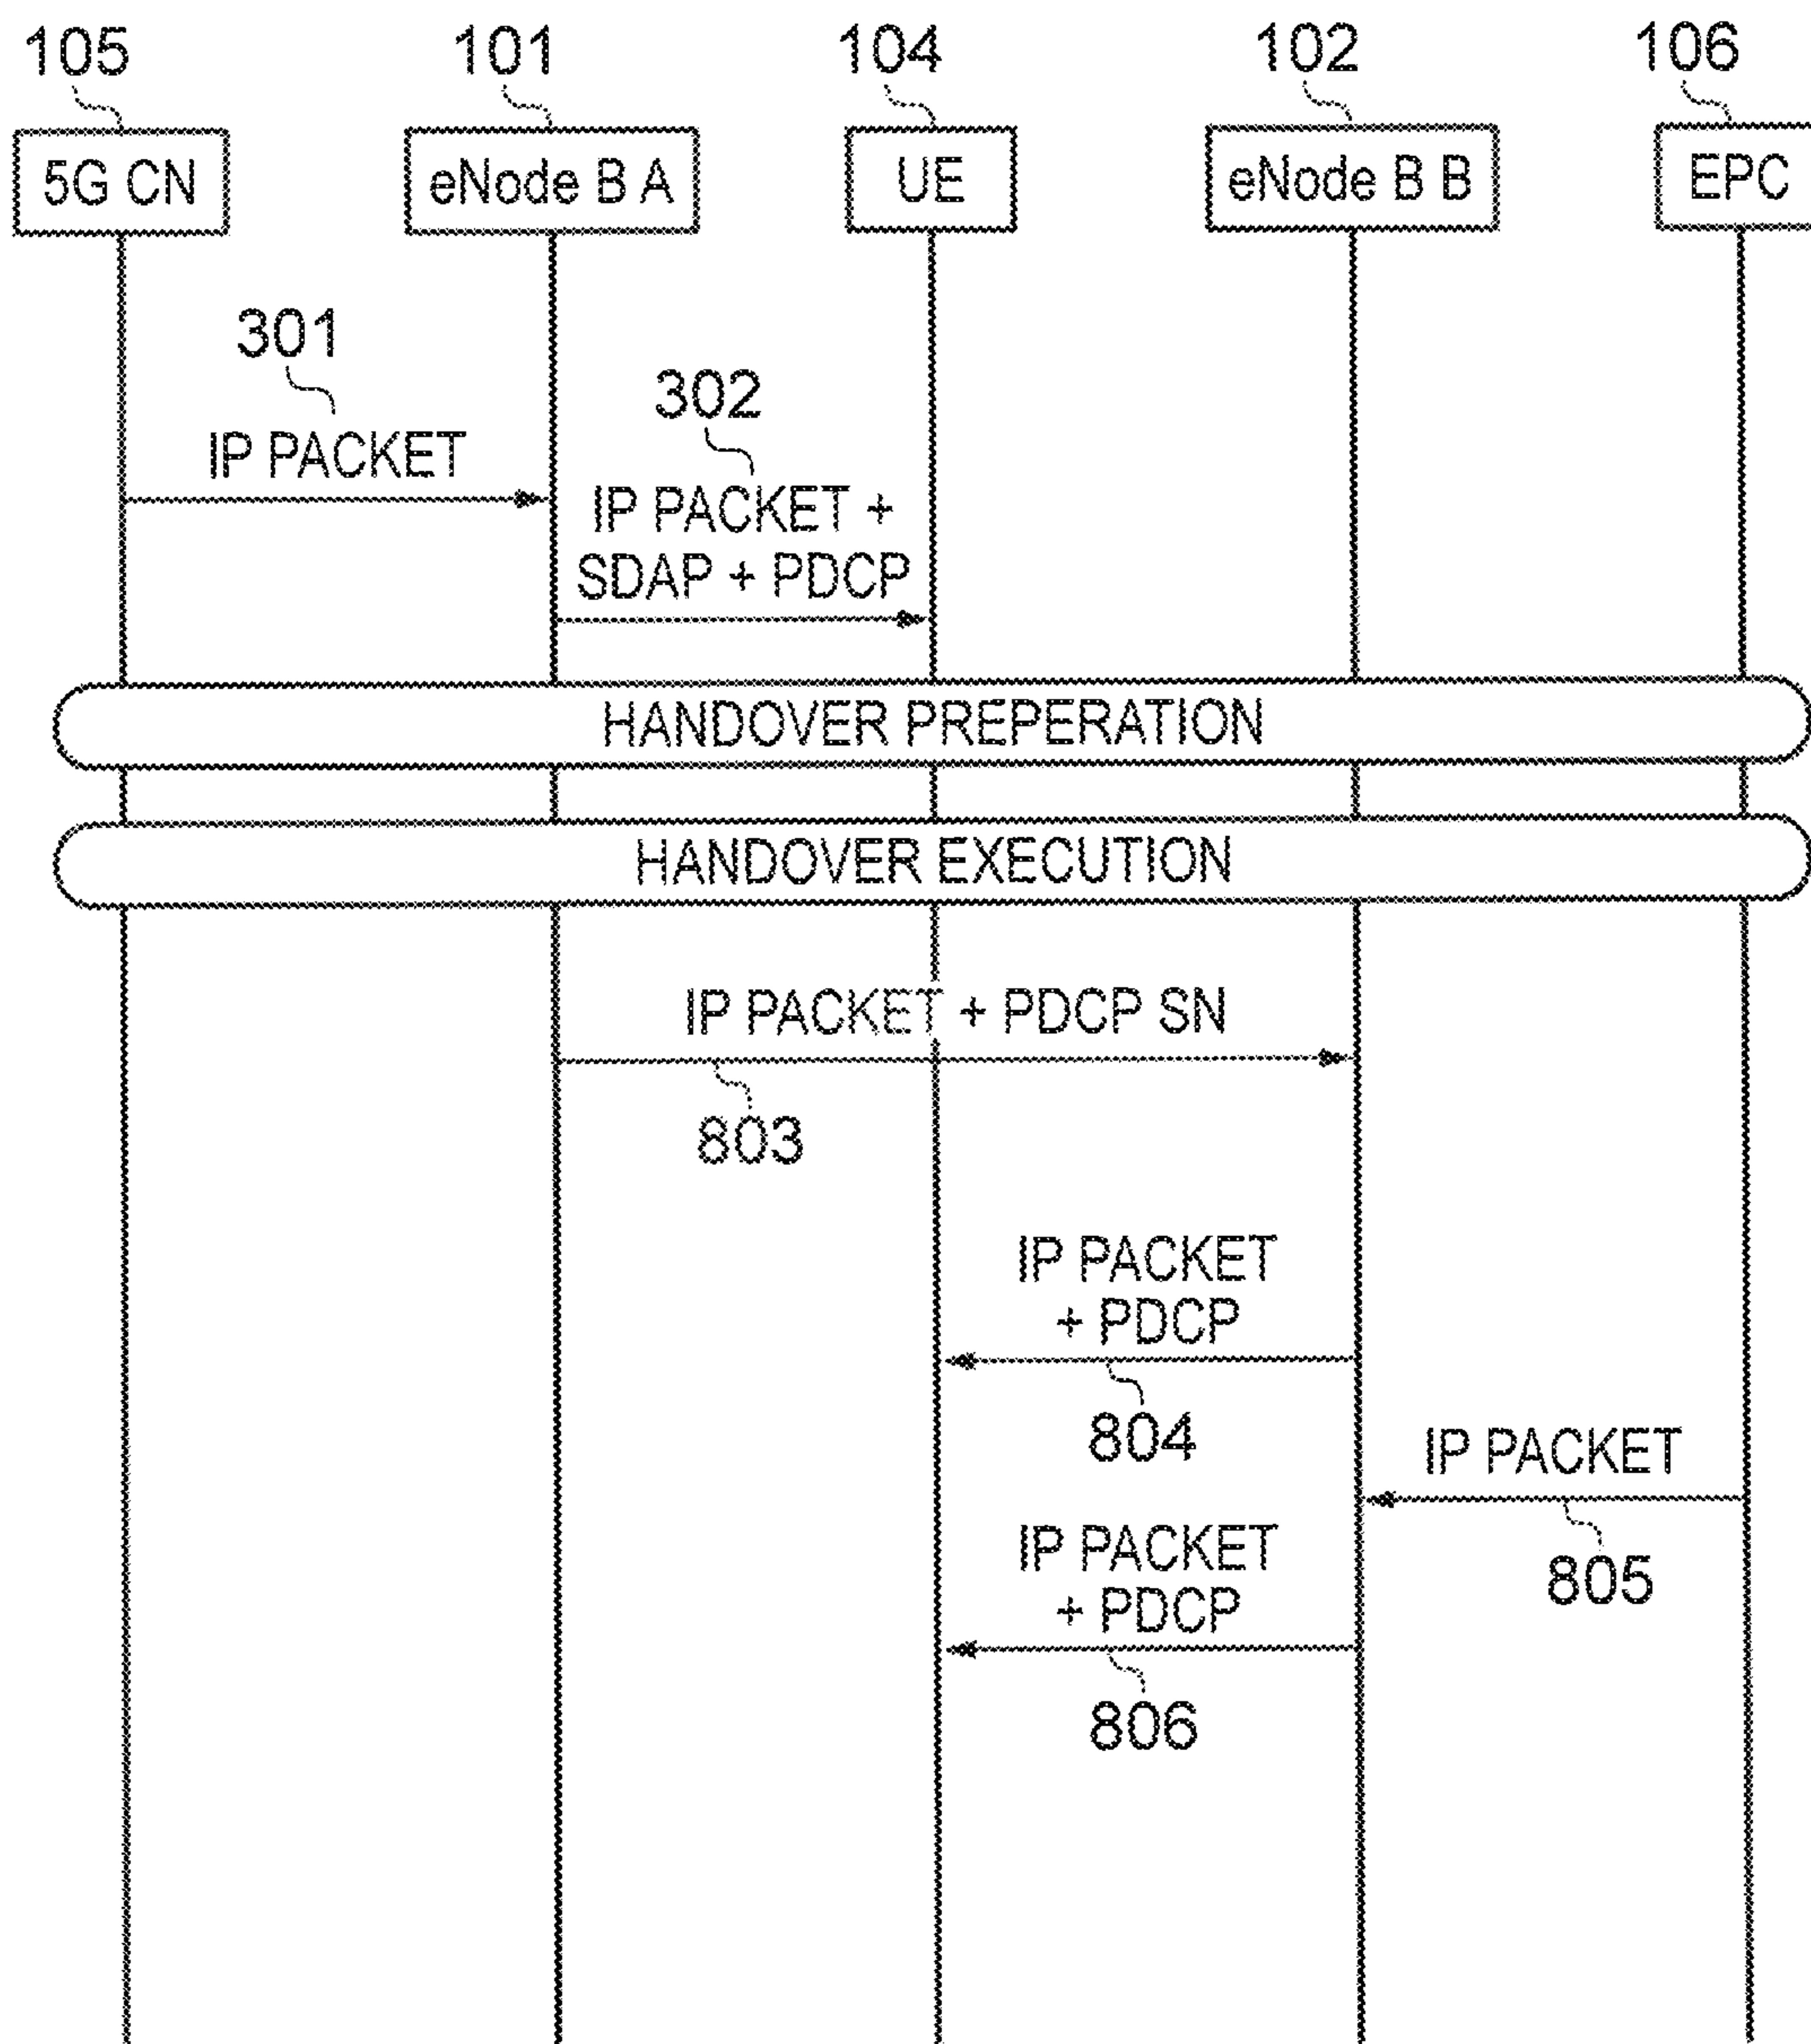 105
101
104
102
106
5G CN
eNode B A
UE
eNode B B
EPC
301
IP PACKET
302
IP PACKET +
SDAP + PDCP
HANDOVER PREPERATION
HANDOVER EXECUTION
IP PACKET + PDCP SN
803
IP PACKET
+ PDCP
804
IP PACKET
805
IP PACKET
+ PDCP
806